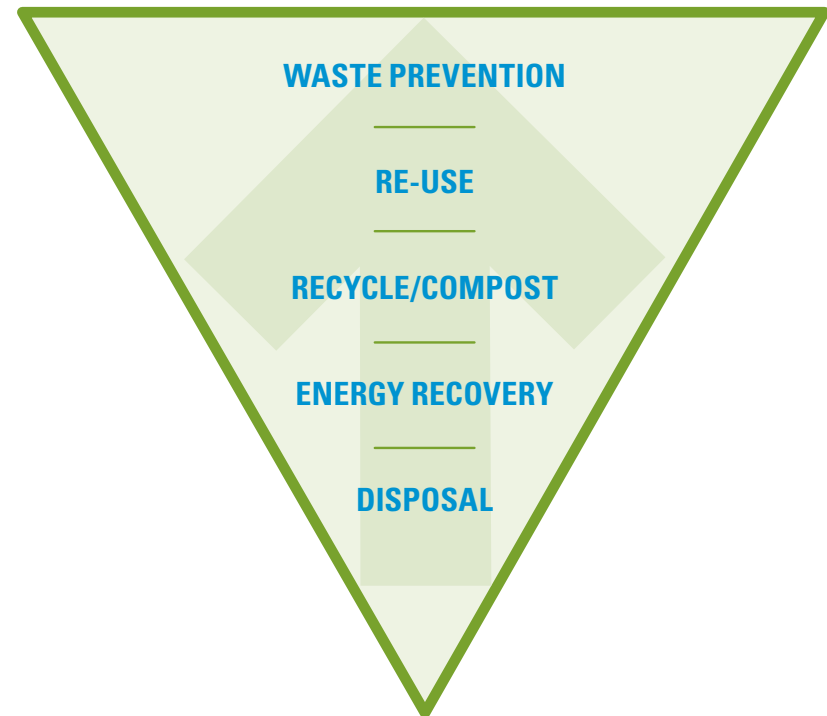 WASTE PREVENTION
RE-USE
RECYCLE/COMPOST
ENERGY RECOVERY
DISPOSAL